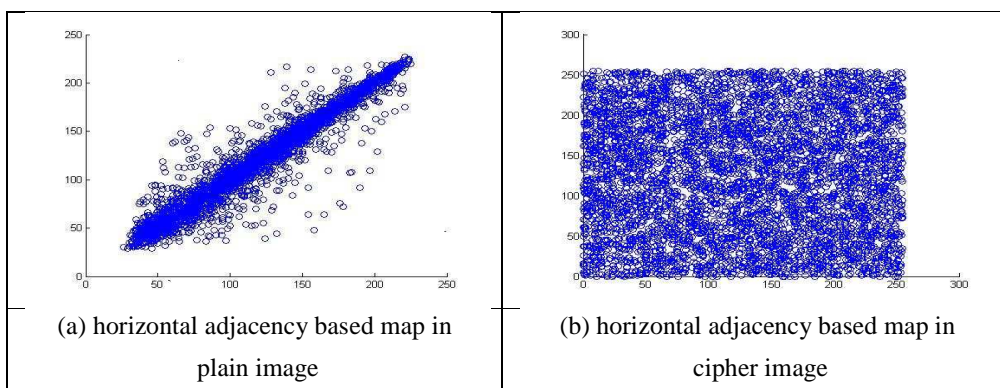 250
200
150
100
50
0
0 50 100 150 200 250
300
250
200
150
100
50
0
0 50 100 150 200 250 300
(a) horizontal adjacency based map in
plain image
(b) horizontal adjacency based map in
cipher image